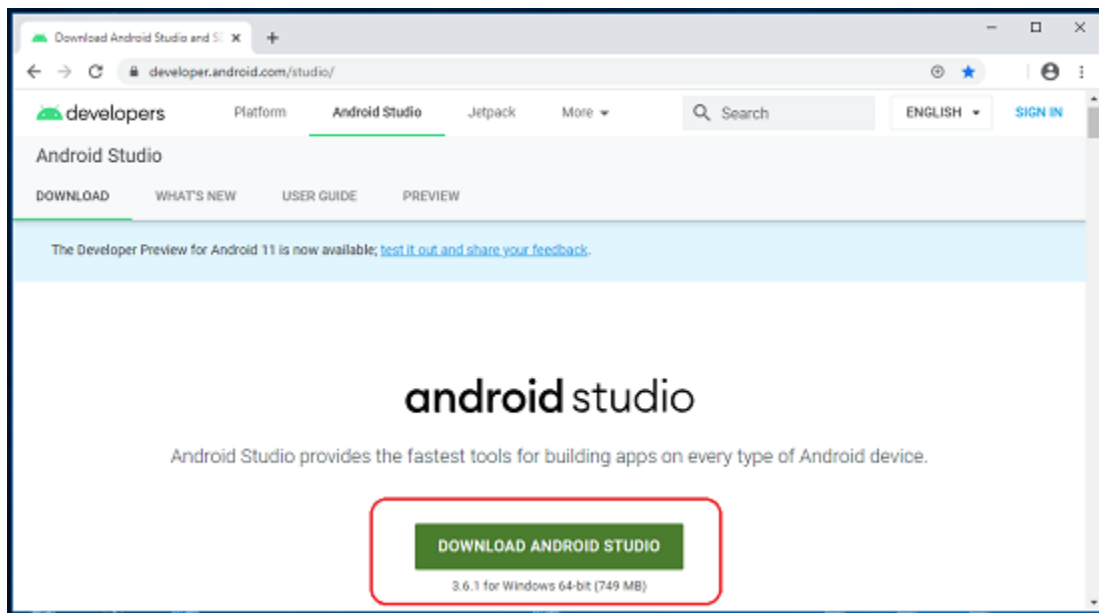 Download Android Studio and S
developer.android.com/studio/
developers Platform Android Studio Jetpack More Search ENGLISH SIGN IN
Android Studio
DOWNLOAD WHAT'S NEW USER GUIDE PREVIEW
The Developer Preview for Android 11 is now available; test it out and share your feedback.
android studio
Android Studio provides the fastest tools for building apps on every type of Android device.
DOWNLOAD ANDROID STUDIO
3.6.1 for Windows 64-bit (749 MB)